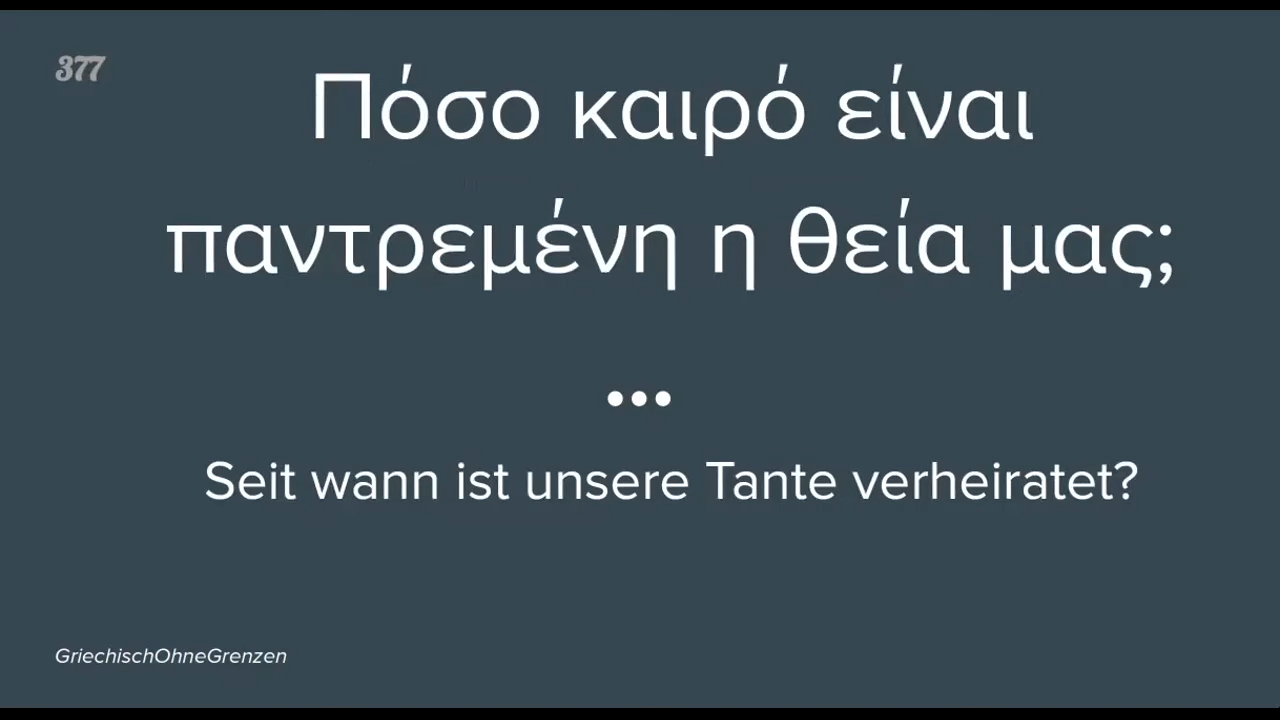 377
Πόσο καιρό είναι
παντρεμένη η θεία μας;
...
Seit wann ist unsere Tante verheiratet?
GriechischOhneGrenzen